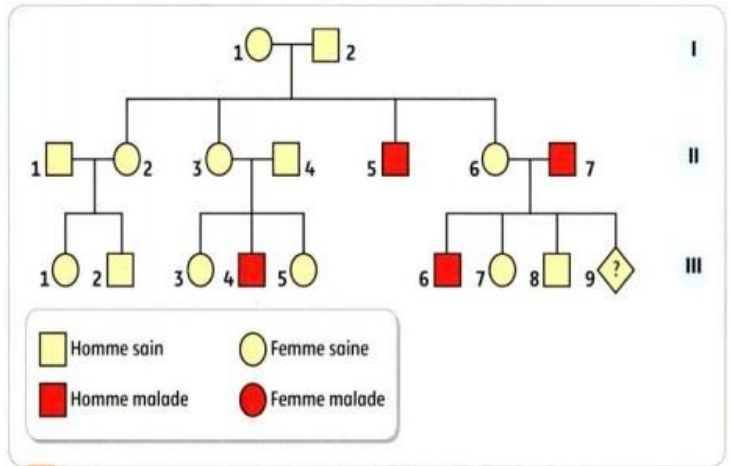 1 2 I
1 2 3 4 5 6 7 II
1 2 3 4 5 6 7 8 9 ? III
Homme sain Femme saine
Homme malade Femme malade